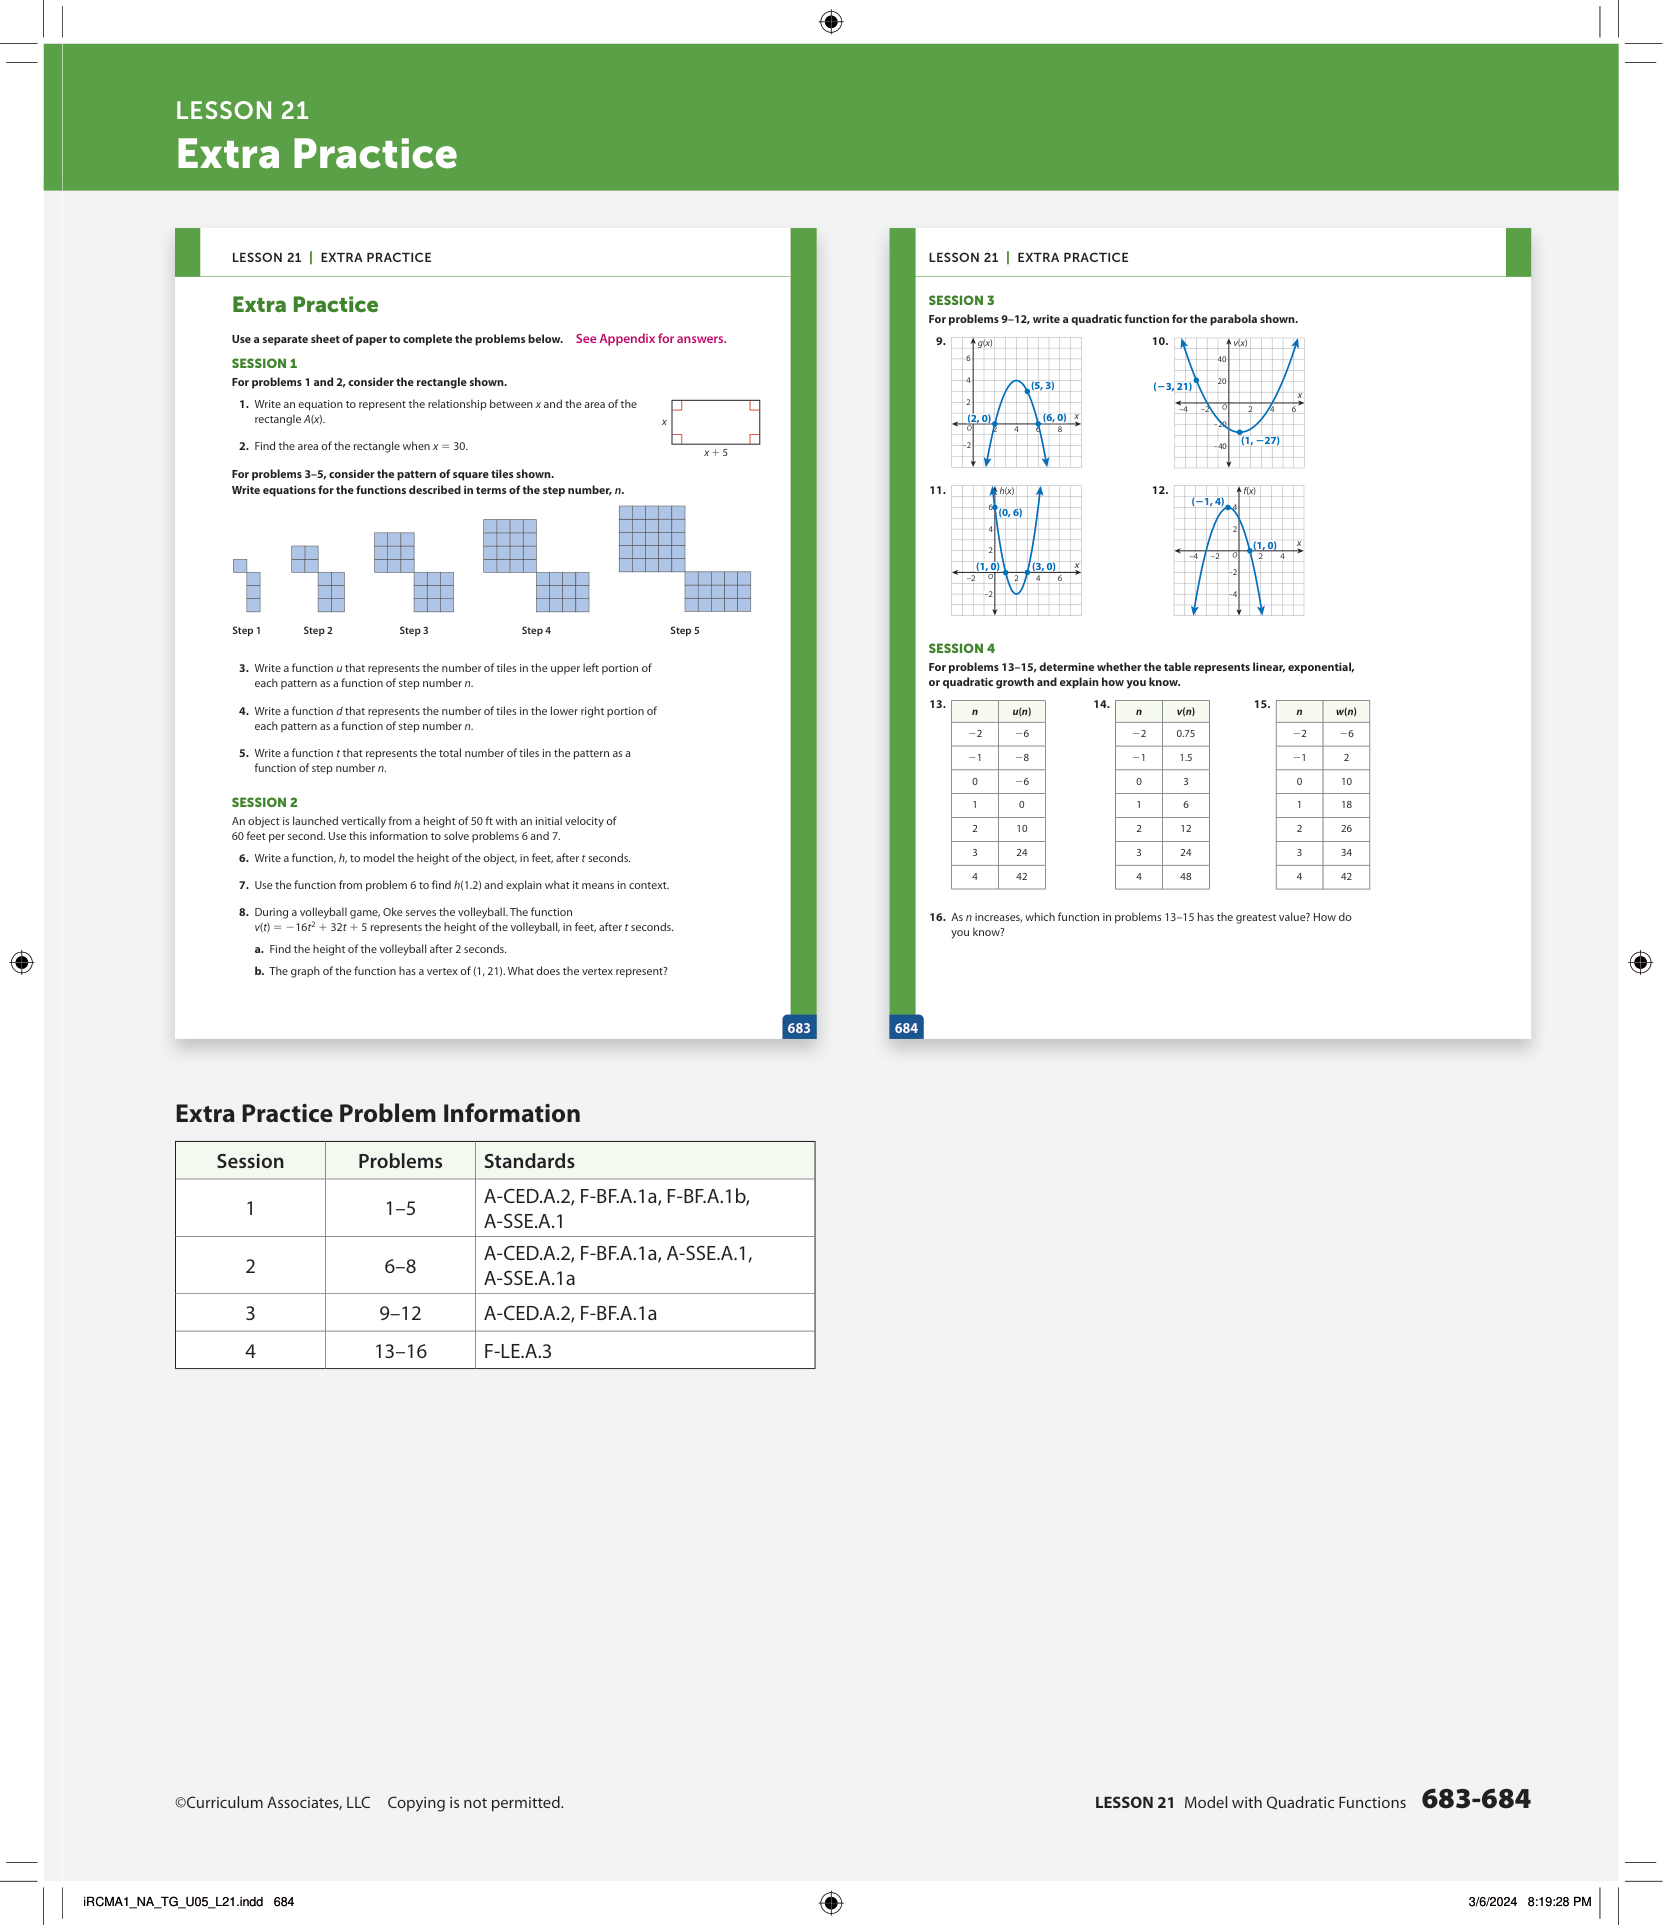 LESSON 21
Extra Practice
LESSON 21 | EXTRA PRACTICE
Extra Practice
Use a separate sheet of paper to complete the problems below. See Appendix for answers.
SESSION 1
For problems 1 and 2, consider the rectangle shown.
1. Write an equation to represent the relationship between x and the area of the
rectangle A(x).
2. Find the area of the rectangle when x = 30.
x
x + 5
For problems 3–5, consider the pattern of square tiles shown.
Write equations for the functions described in terms of the step number, n.
Step 1 Step 2 Step 3 Step 4 Step 5
3. Write a function u that represents the number of tiles in the upper left portion of
each pattern as a function of step number n.
4. Write a function d that represents the number of tiles in the lower right portion of
each pattern as a function of step number n.
5. Write a function t that represents the total number of tiles in the pattern as a
function of step number n.
SESSION 2
An object is launched vertically from a height of 50 ft with an initial velocity of
60 feet per second. Use this information to solve problems 6 and 7.
6. Write a function, h, to model the height of the object, in feet, after t seconds.
7. Use the function from problem 6 to find h(1.2) and explain what it means in context.
8. During a volleyball game, Oke serves the volleyball. The function
v(t) = −16t² + 32t + 5 represents the height of the volleyball, in feet, after t seconds.
a. Find the height of the volleyball after 2 seconds.
b. The graph of the function has a vertex of (1, 21). What does the vertex represent?
683
LESSON 21 | EXTRA PRACTICE
SESSION 3
For problems 9–12, write a quadratic function for the parabola shown.
9.
g(x)
6
4
(5, 3)
2
(2, 0) (6, 0) x
O 2 4 6 8
−2
10.
v(x)
40
(−3, 21)
20
x
−4 −2 O 2 4 6
−20
(1, −27)
−40
11.
h(x)
6
(0, 6)
4
2
(1, 0) (3, 0) x
−2 O 2 4 6
−2
12.
f(x)
(−1, 4) 4
2
(1, 0) x
−4 −2 O 2 4
−2
−4
SESSION 4
For problems 13–15, determine whether the table represents linear, exponential,
or quadratic growth and explain how you know.
13.
n u(n)
−2 −6
−1 −8
0 −6
1 0
2 10
3 24
4 42
14.
n v(n)
−2 0.75
−1 1.5
0 3
1 6
2 12
3 24
4 48
15.
n w(n)
−2 −6
−1 2
0 10
1 18
2 26
3 34
4 42
16. As n increases, which function in problems 13–15 has the greatest value? How do
you know?
684
Extra Practice Problem Information
Session Problems Standards
1 1–5 A-CED.A.2, F-BF.A.1a, F-BF.A.1b,
A-SSE.A.1
2 6–8 A-CED.A.2, F-BF.A.1a, A-SSE.A.1,
A-SSE.A.1a
3 9–12 A-CED.A.2, F-BF.A.1a
4 13–16 F-LE.A.3
©Curriculum Associates, LLC Copying is not permitted.
LESSON 21 Model with Quadratic Functions 683-684
iRCMA1_NA_TG_U05_L21.indd 684
3/6/2024 8:19:28 PM